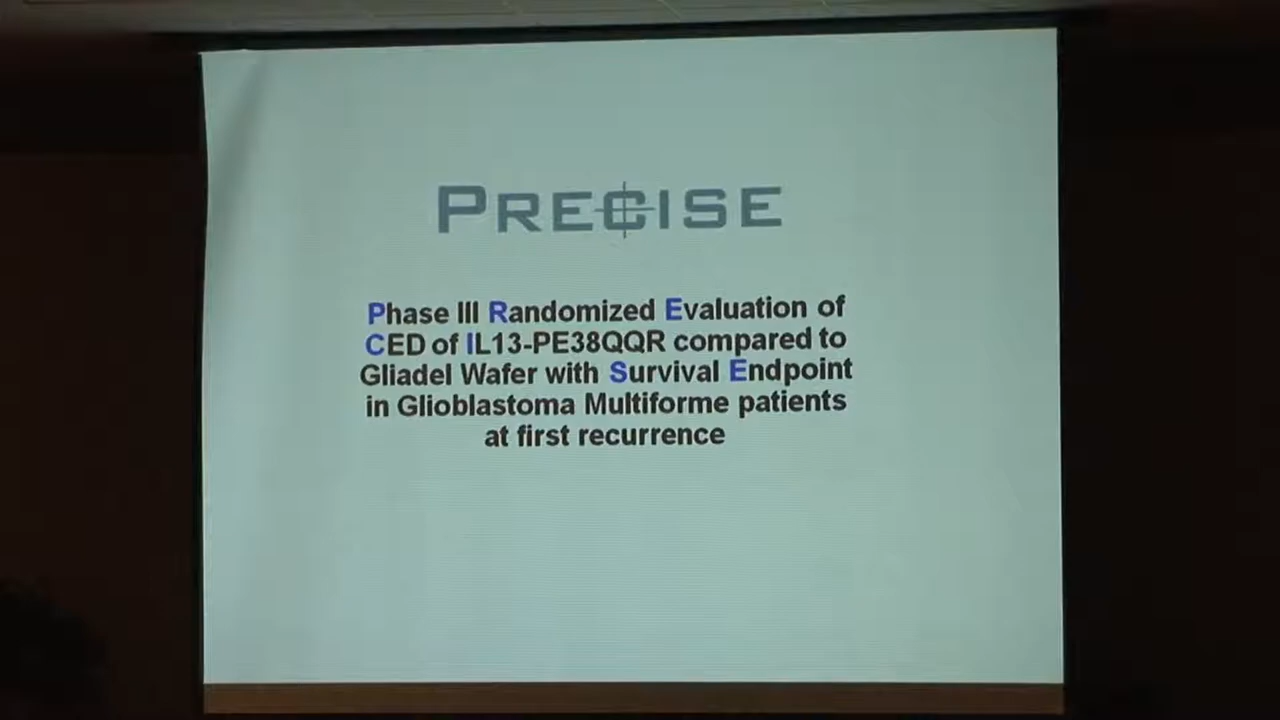 PRECISE
Phase III Randomized Evaluation of
CED of IL13-PE38QQR compared to
Gliadel Wafer with Survival Endpoint
in Glioblastoma Multiforme patients
at first recurrence